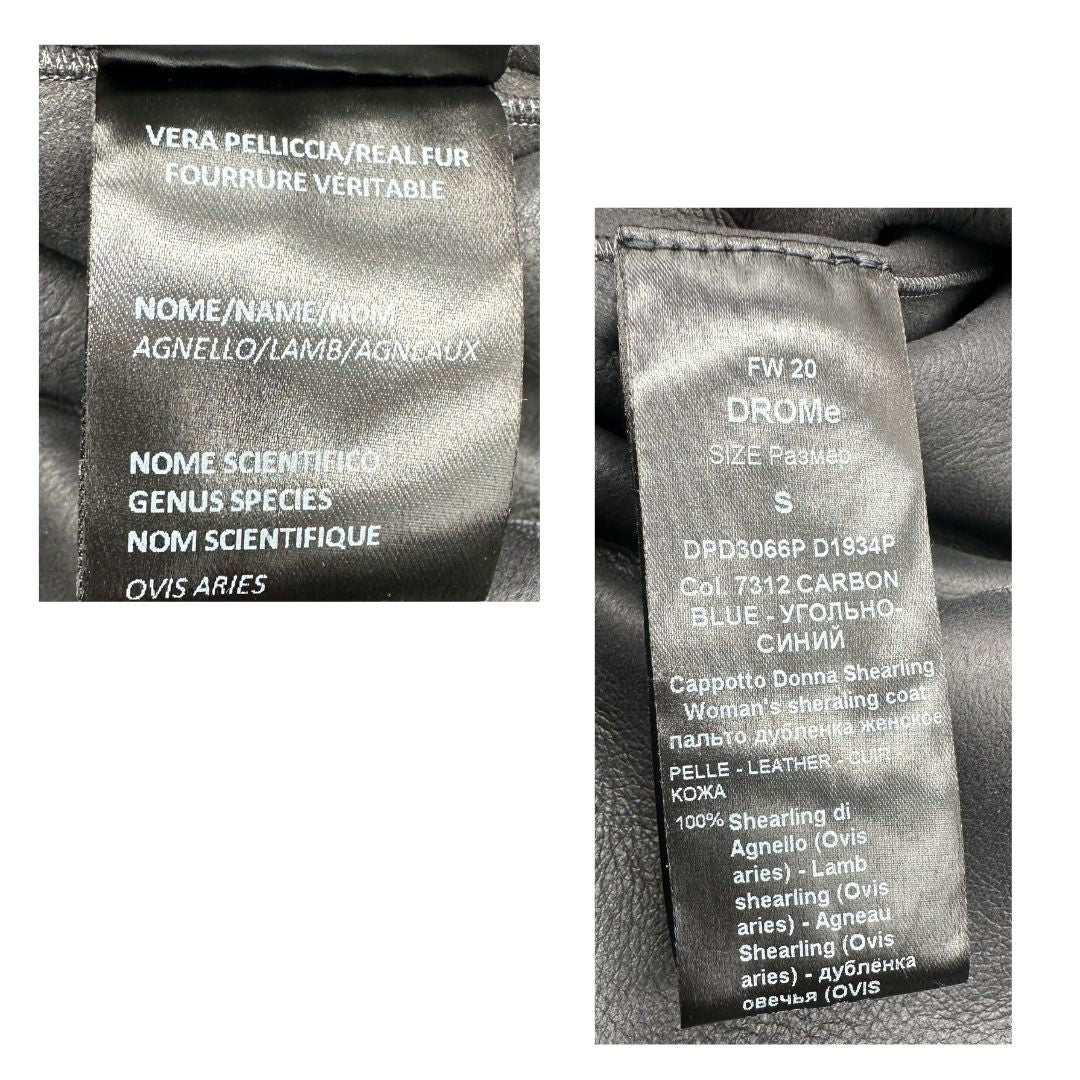 VERA PELLICCIA/REAL FUR
FOURRURE VÉRITABLE
NOME/NAME/NOM
AGNELLO/LAMB/AGNEAUX
NOME SCIENTIFICO
GENUS SPECIES
NOM SCIENTIFIQUE
OVIS ARIES
FW 20
DROMe
SIZE Размер
S
DPD3066P D1934P
Col. 7312 CARBON
BLUE - УГОЛЬНО-
СИНИЙ
Cappotto Donna Shearling
Woman's sheraling coat
пальто дубленка женское
PELLE - LEATHER - CUIR
КОЖА
100% Shearling di
Agnello (Ovis
aries) - Lamb
shearling (Ovis
aries) - Agneau
Shearling (Ovis
aries) - дублёнка
овечья (OVIS